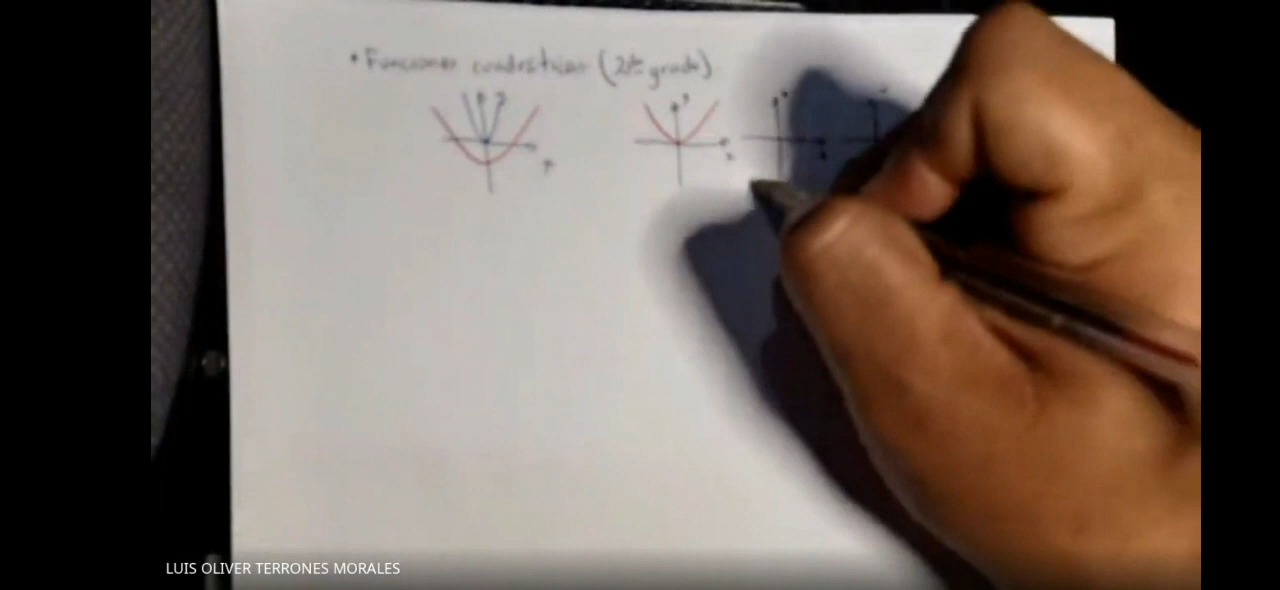 • Funciones cuadráticas (2do grado)
y
y
x
x
LUIS OLIVER TERRONES MORALES